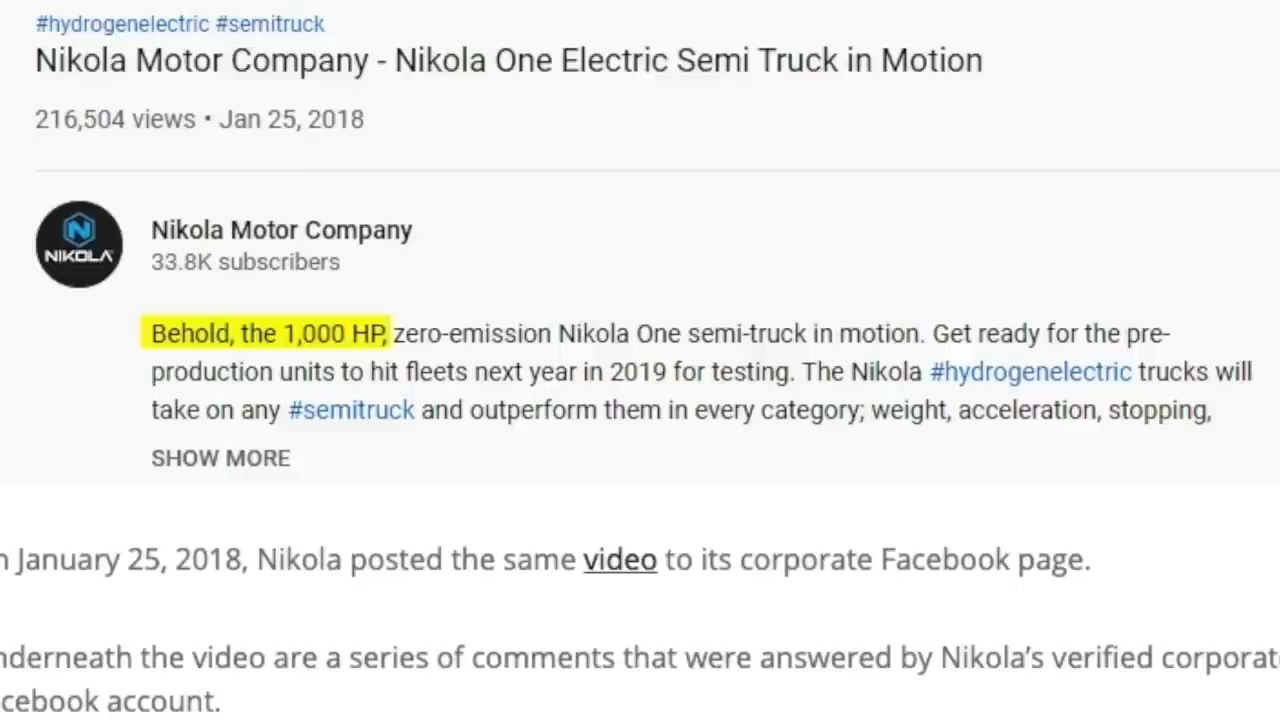 #hydrogenelectric #semitruck
Nikola Motor Company - Nikola One Electric Semi Truck in Motion
216,504 views • Jan 25, 2018
NIKOLA
Nikola Motor Company
33.8K subscribers
Behold, the 1,000 HP, zero-emission Nikola One semi-truck in motion. Get ready for the pre-
production units to hit fleets next year in 2019 for testing. The Nikola #hydrogenelectric trucks will
take on any #semitruck and outperform them in every category; weight, acceleration, stopping,
SHOW MORE
n January 25, 2018, Nikola posted the same video to its corporate Facebook page.
nderneath the video are a series of comments that were answered by Nikola's verified corporate
cebook account.